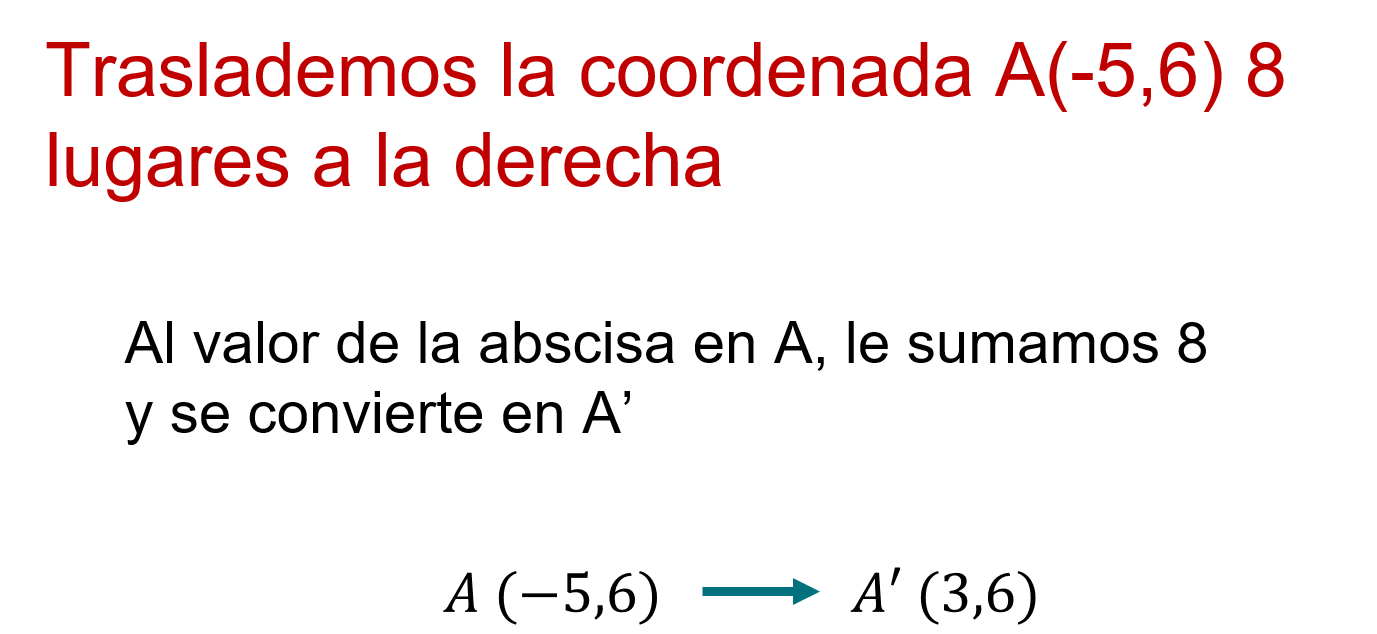 Traslademos la coordenada A(-5,6) 8
lugares a la derecha
Al valor de la abscisa en A, le sumamos 8
y se convierte en A’
A (−5,6) ⟶ A′ (3,6)